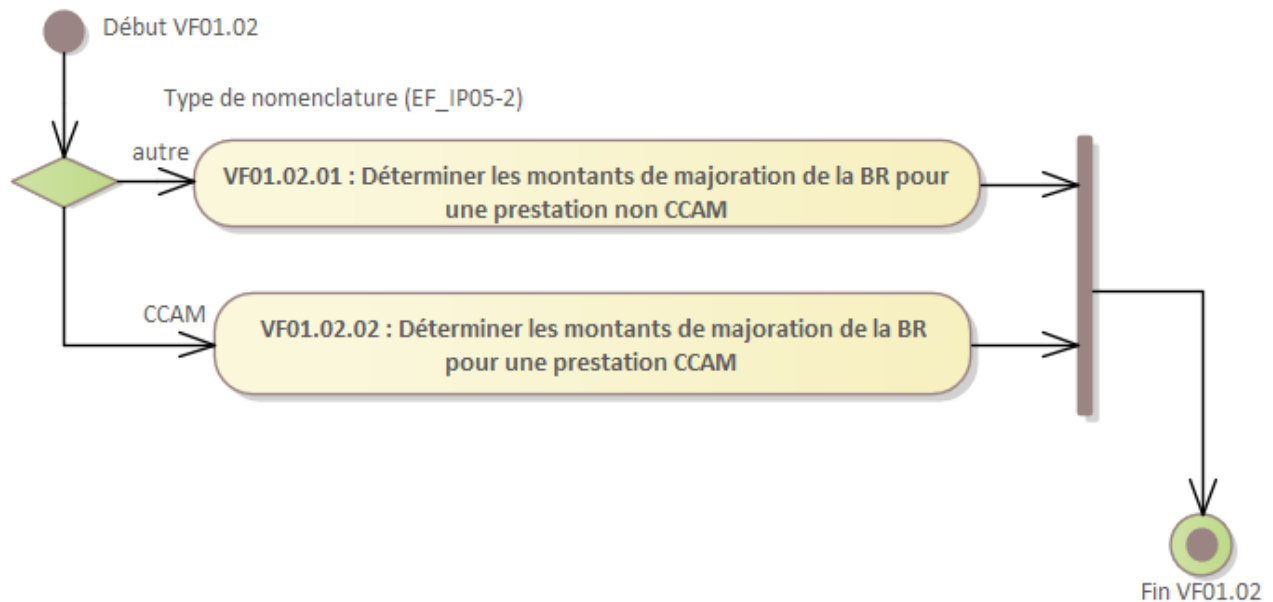 Début VF01.02
Type de nomenclature (EF_IP05-2)
autre
VF01.02.01 : Déterminer les montants de majoration de la BR pour
une prestation non CCAM
CCAM
VF01.02.02 : Déterminer les montants de majoration de la BR
pour une prestation CCAM
Fin VF01.02